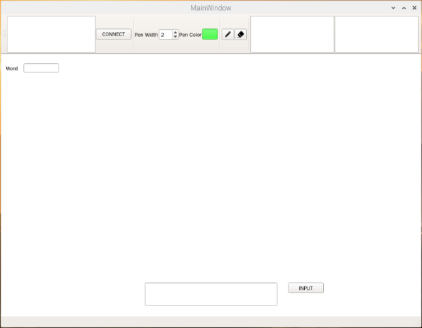 MainWindow
CONNECT Pen Width 2 Pen Color
Word
INPUT